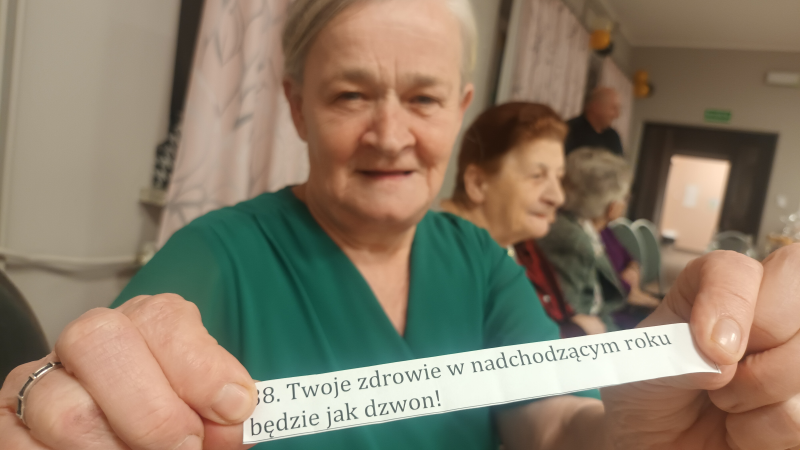 38. Twoje zdrowie w nadchodzącym roku
będzie jak dzwon!